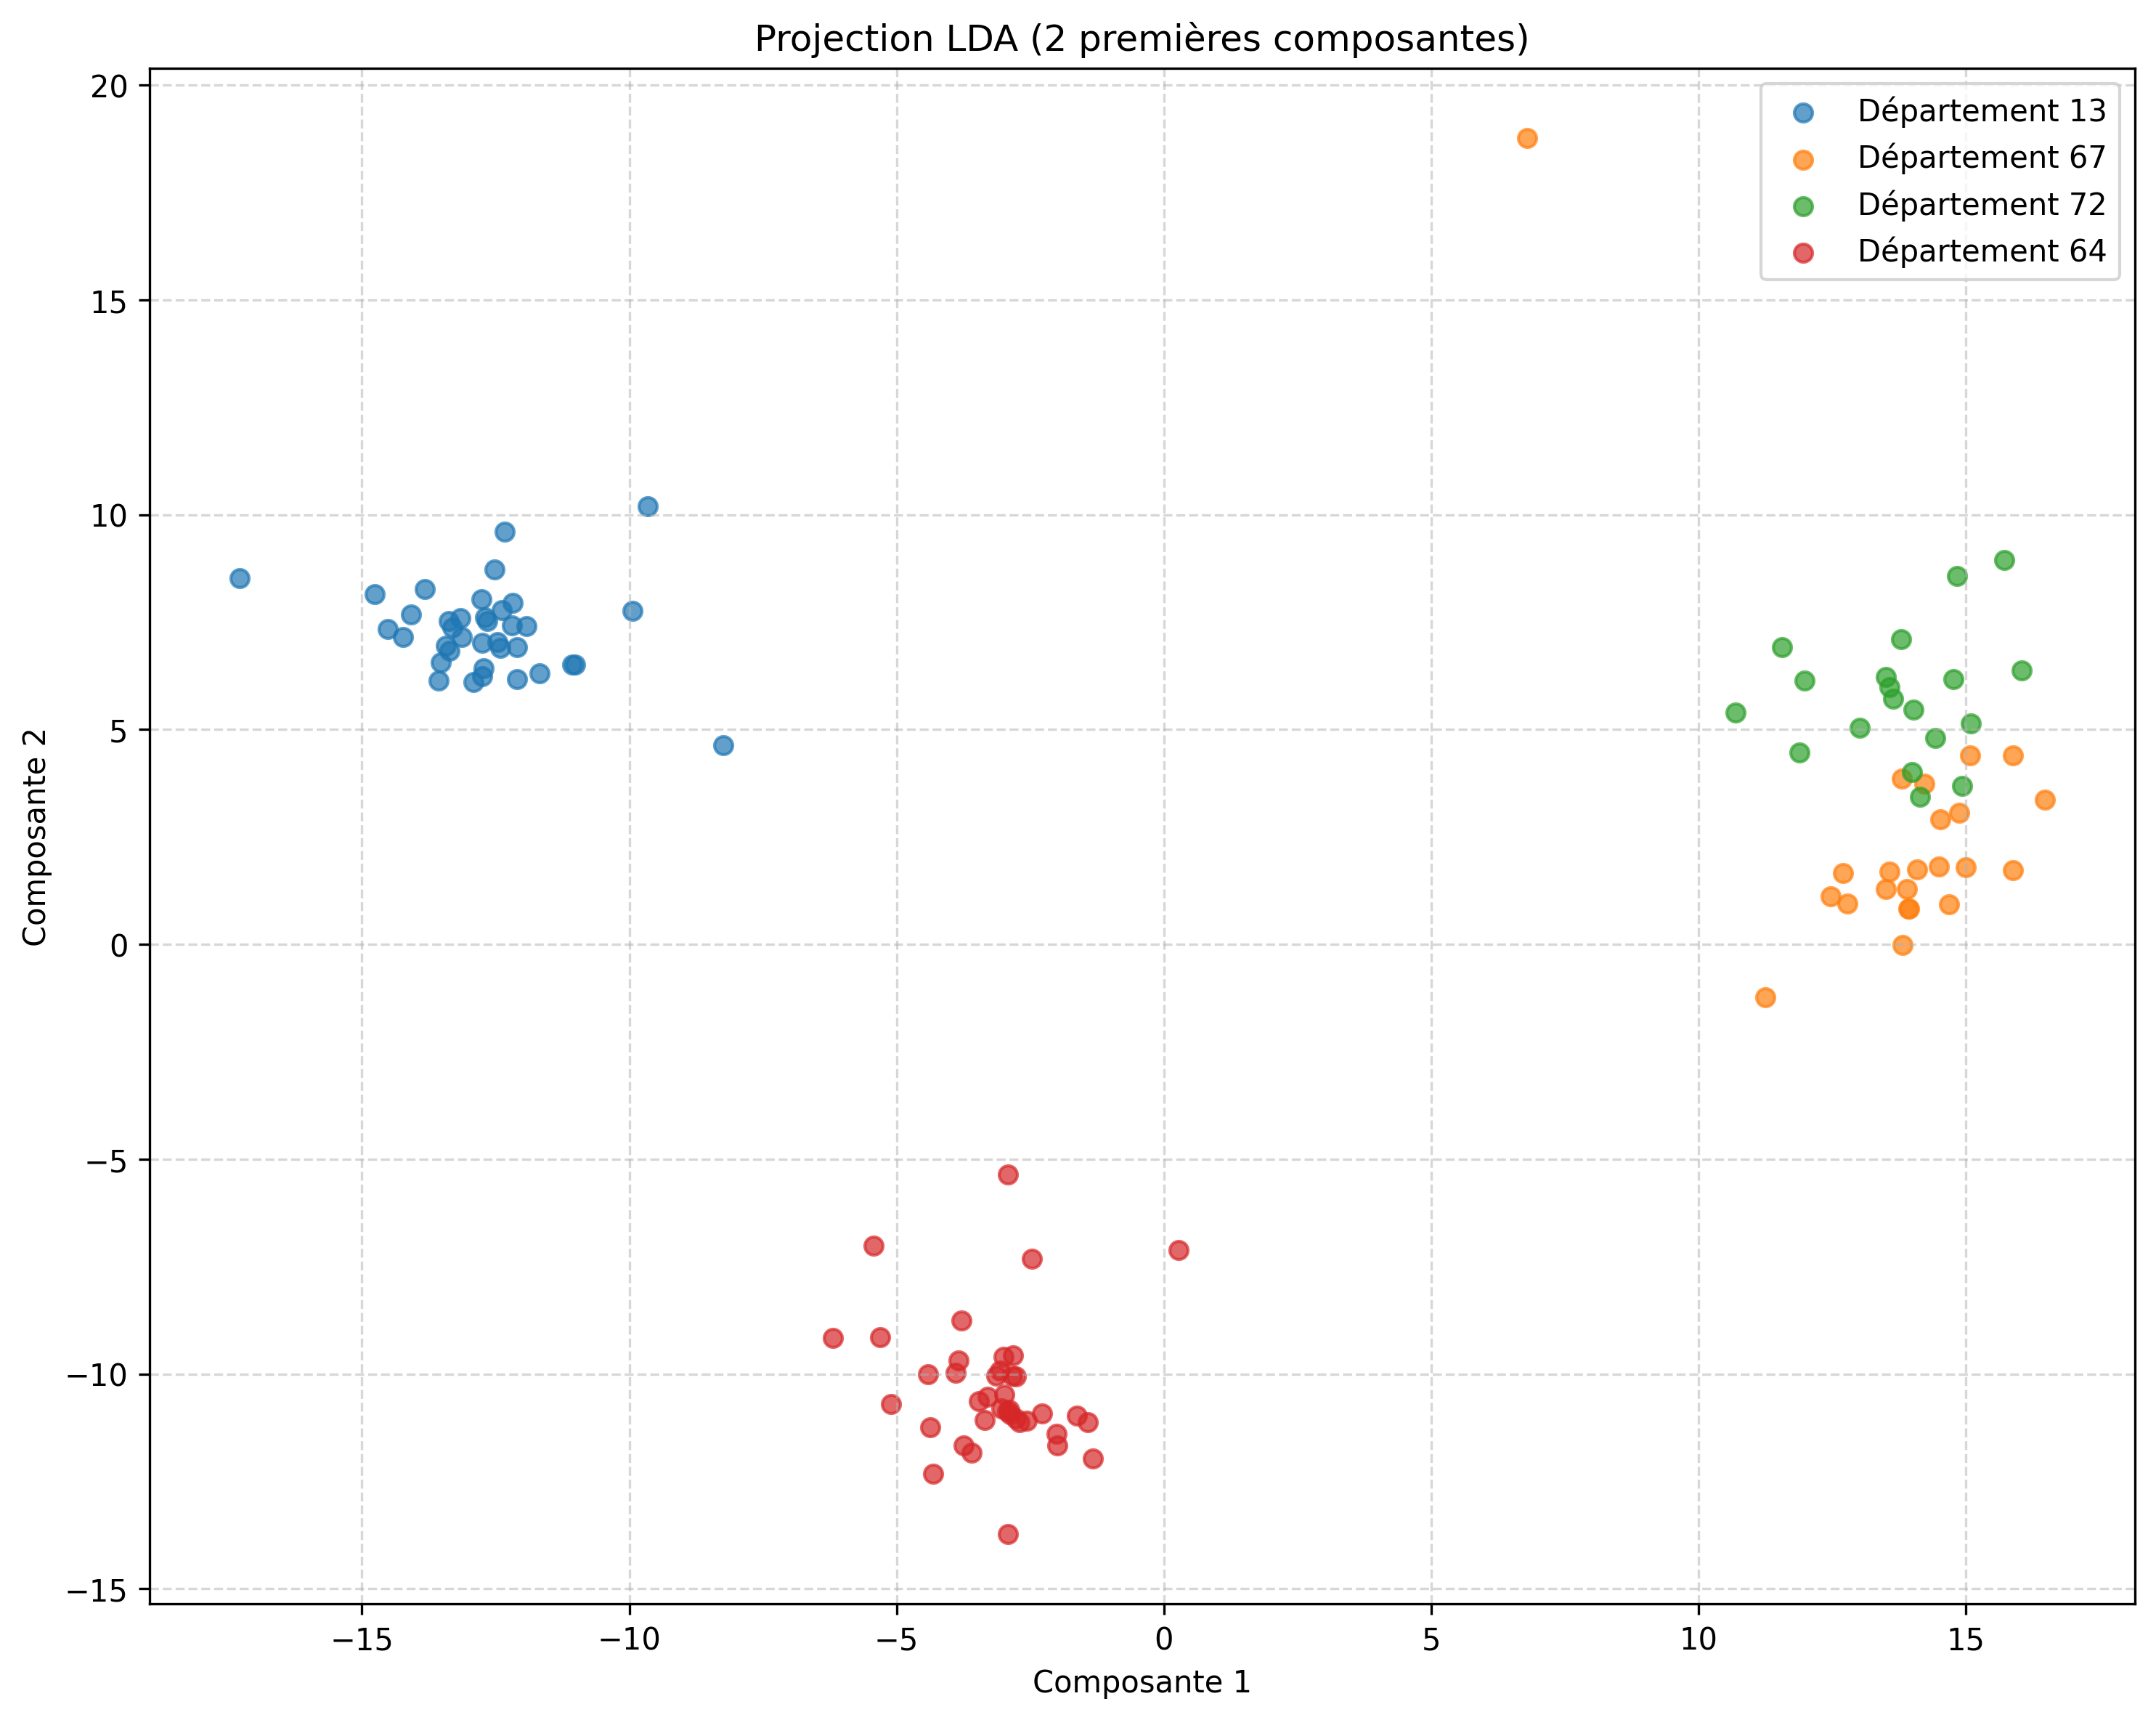 Projection LDA (2 premières composantes)
Département 13
Département 67
Département 72
Département 64
20
15
10
5
0
−5
−10
−15
Composante 2
−15
−10
−5
0
5
10
15
Composante 1